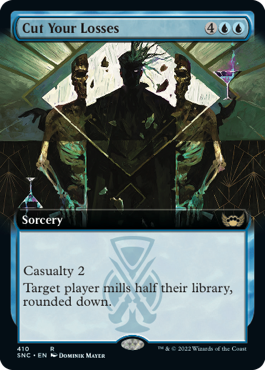 Cut Your Losses 4
Sorcery
Casualty 2
Target player mills half their library,
rounded down.
410 R
SNC • EN DOMINIK MAYER
™ & © 2022 Wizards of the Coast